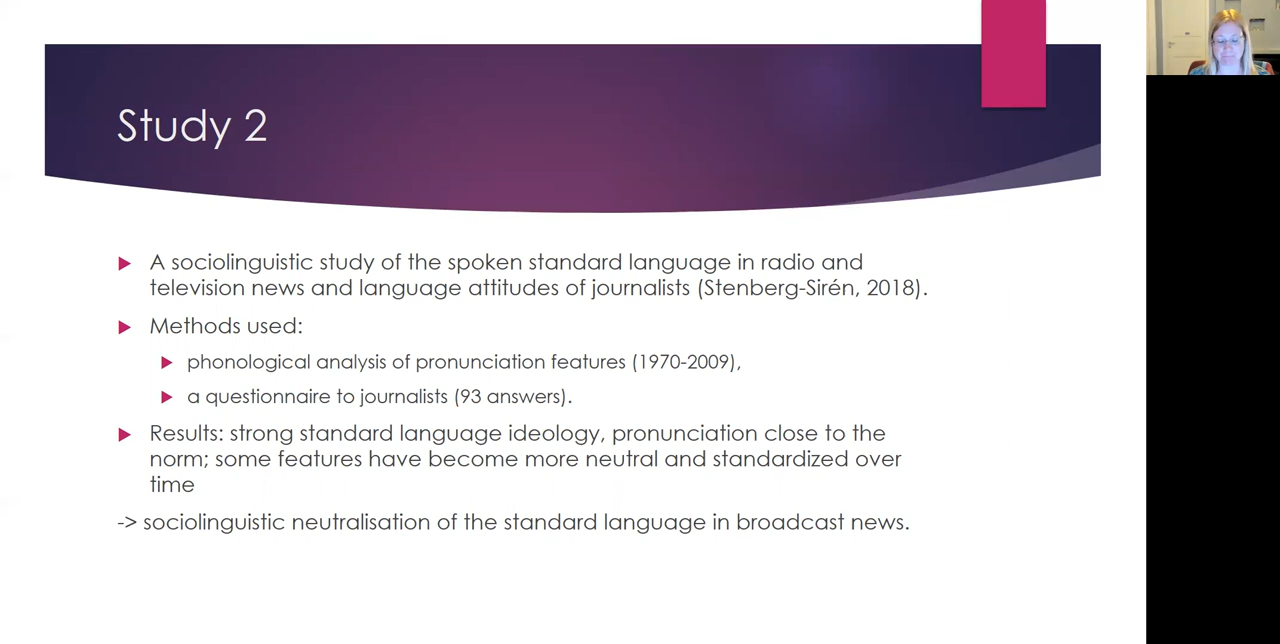 Study 2
A sociolinguistic study of the spoken standard language in radio and
television news and language attitudes of journalists (Stenberg-Sirén, 2018).
Methods used:
phonological analysis of pronunciation features (1970-2009),
a questionnaire to journalists (93 answers).
Results: strong standard language ideology, pronunciation close to the
norm; some features have become more neutral and standardized over
time
-> sociolinguistic neutralisation of the standard language in broadcast news.